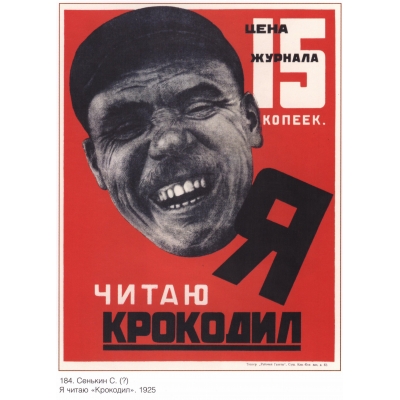 ЦЕНА
ЖУРНАЛА
15
КОПЕЕК.
Я
ЧИТАЮ
КРОКОДИЛ
184. Сенькин С. (?)
Я читаю «Крокодил». 1925